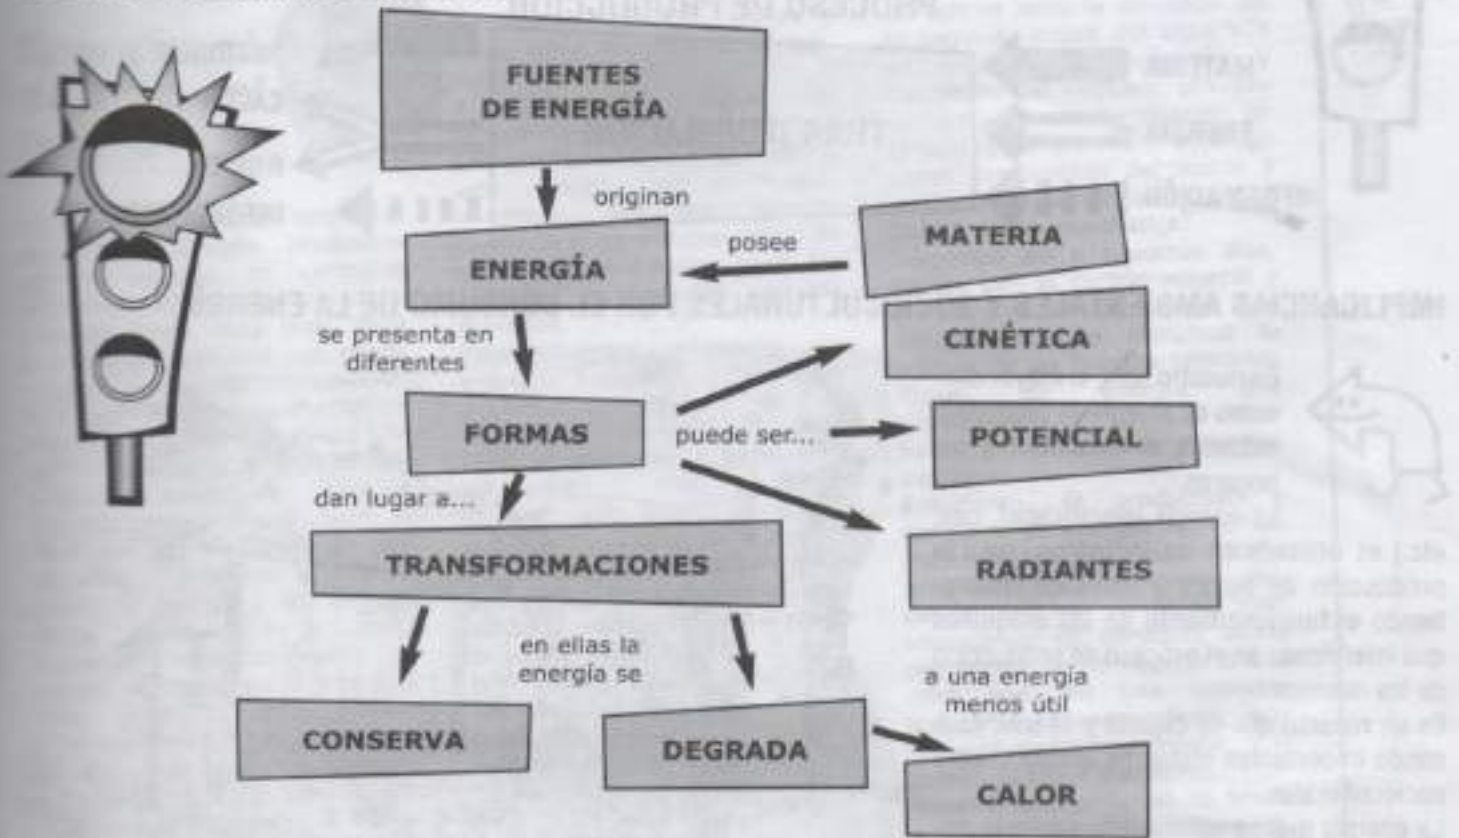 FUENTES
DE ENERGÍA
originan
ENERGÍA
posee
MATERIA
se presenta en
diferentes
FORMAS
puede ser...
CINÉTICA
POTENCIAL
RADIANTES
dan lugar a...
TRANSFORMACIONES
en ellas la
energía se
CONSERVA
DEGRADA
a una energía
menos útil
CALOR